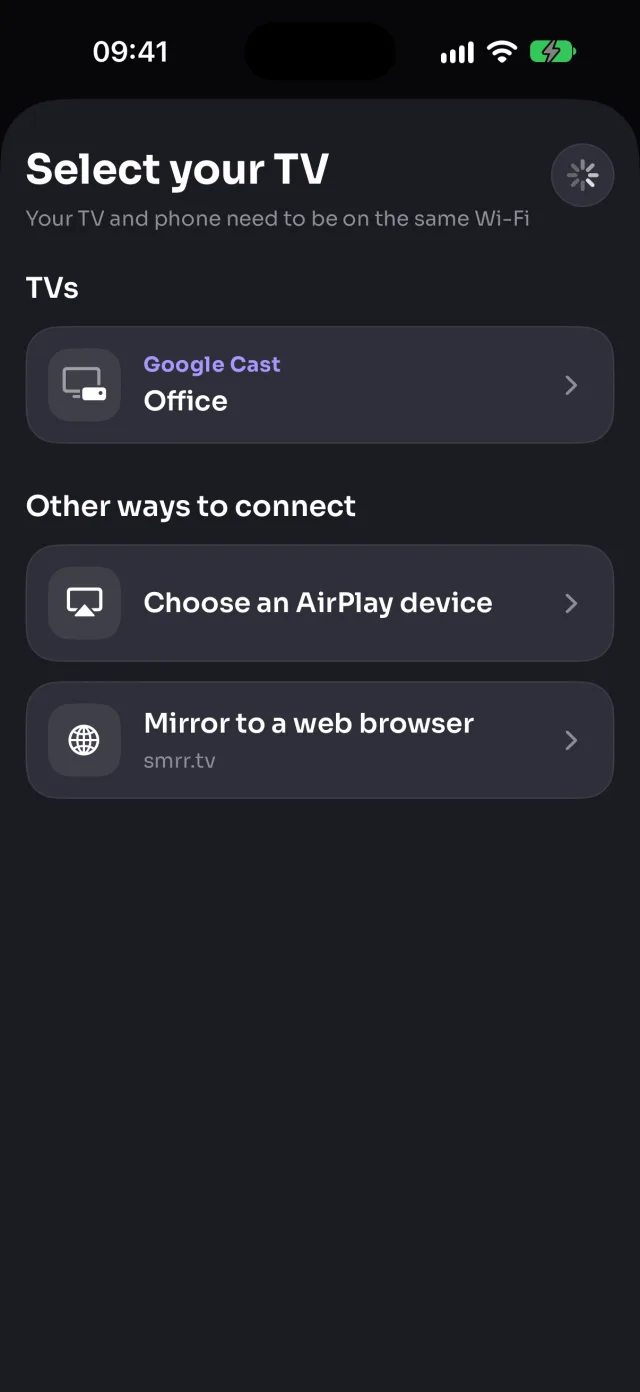 09:41
Select your TV
Your TV and phone need to be on the same Wi-Fi
TVs
Google Cast
Office
Other ways to connect
Choose an AirPlay device
Mirror to a web browser
smrr.tv